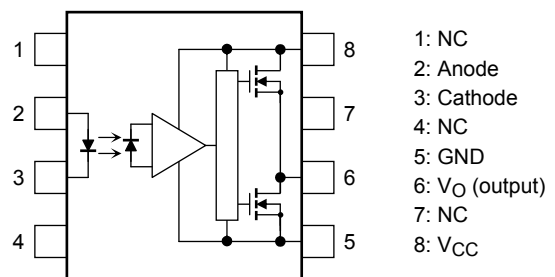 1
2
3
4
8
7
6
5
1: NC
2: Anode
3: Cathode
4: NC
5: GND
6: VO (output)
7: NC
8: VCC